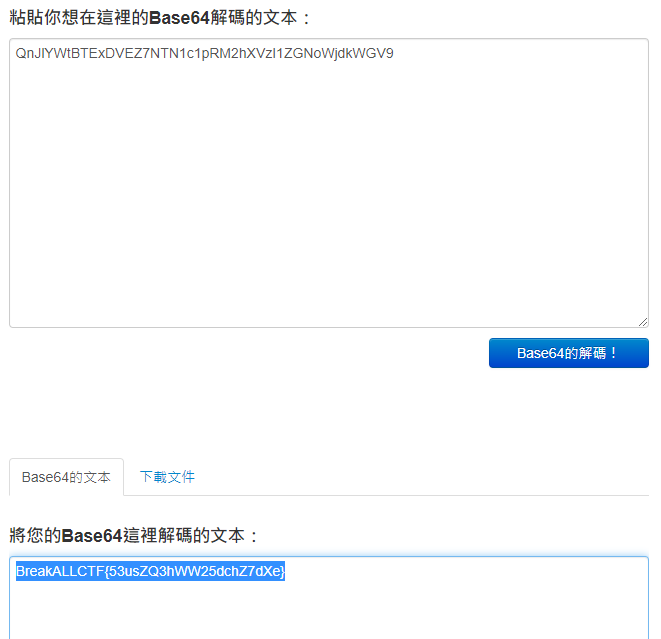 粘貼你想在這裡的Base64解碼的文本：
QnJlYWtBTExDVEZ7NTN1c1pRM2hXVzI1ZGNoWjdkWGV9
Base64的解碼！
Base64的文本 下載文件
將您的Base64這裡解碼的文本：
BreakALLCTF{53usZQ3hWW25dchZ7dXe}